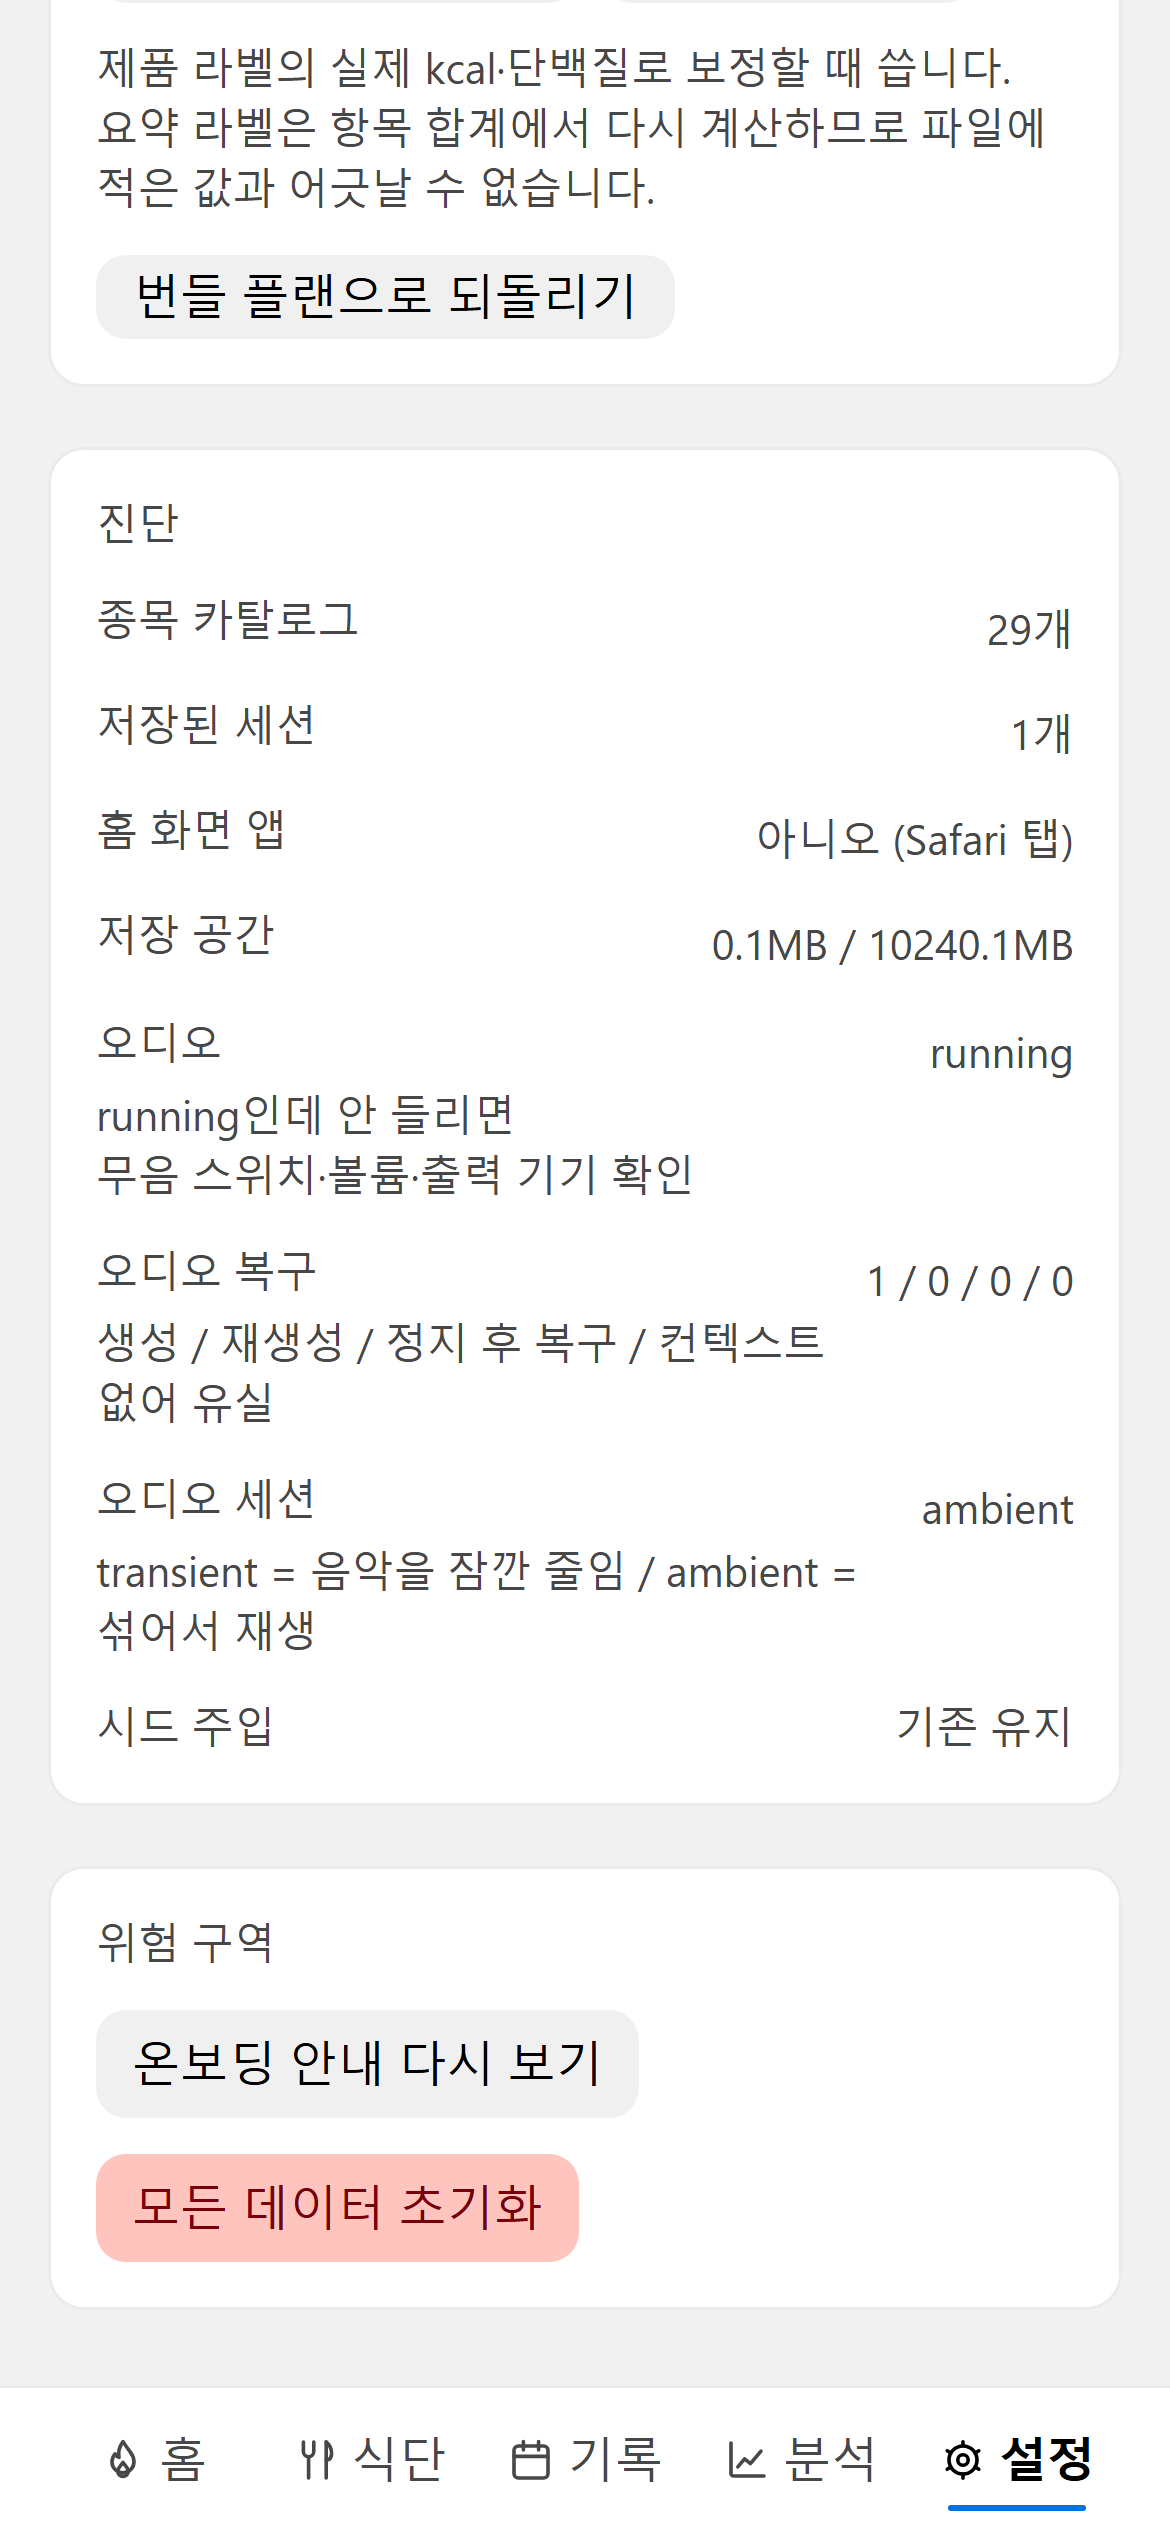 제품 라벨의 실제 kcal·단백질로 보정할 때 씁니다.
요약 라벨은 항목 합계에서 다시 계산하므로 파일에
적은 값과 어긋날 수 없습니다.
번들 플랜으로 되돌리기
진단
종목 카탈로그 29개
저장된 세션 1개
홈 화면 앱 아니오 (Safari 탭)
저장 공간 0.1MB / 10240.1MB
오디오 running
running인데 안 들리면
무음 스위치·볼륨·출력 기기 확인
오디오 복구 1 / 0 / 0 / 0
생성 / 재생성 / 정지 후 복구 / 컨텍스트
없어 유실
오디오 세션 ambient
transient = 음악을 잠깐 줄임 / ambient =
섞어서 재생
시드 주입 기존 유지
위험 구역
온보딩 안내 다시 보기
모든 데이터 초기화
홈 식단 기록 분석 설정